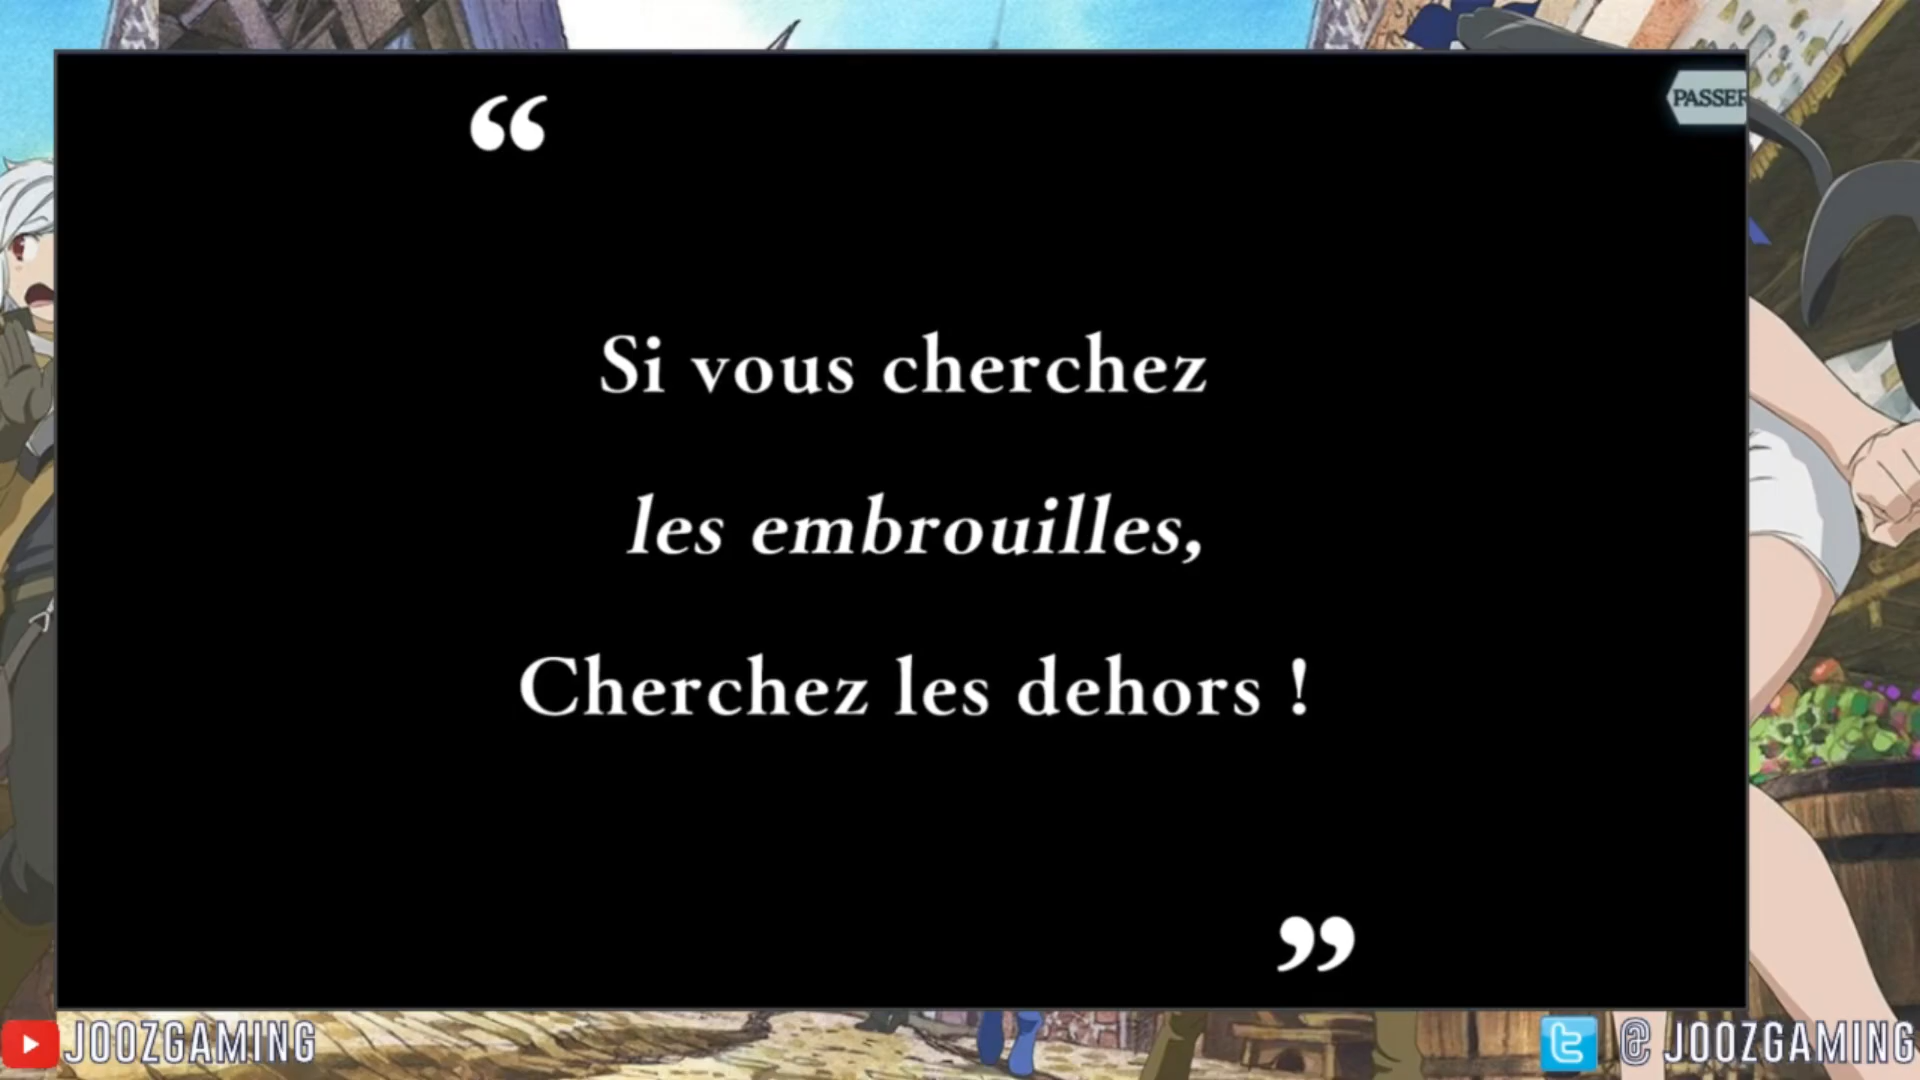 PASSER
“
Si vous cherchez
les embrouilles,
Cherchez les dehors !
”
JOOZGAMING
@ JOOZGAMING